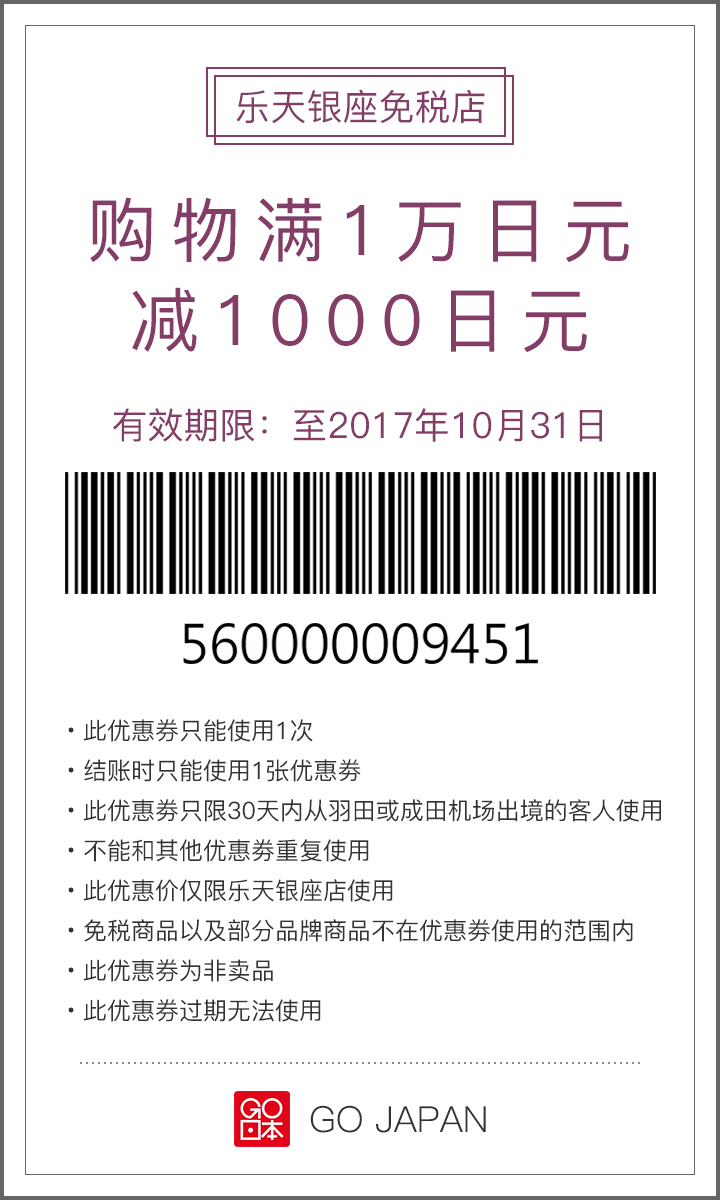 乐天银座免税店
购物满1万日元
减1000日元
有效期限：至2017年10月31日
560000009451
・此优惠券只能使用1次
・结账时只能使用1张优惠券
・此优惠券只限30天内从羽田或成田机场出境的客人使用
・不能和其他优惠券重复使用
・此优惠价仅限乐天银座店使用
・免税商品以及部分品牌商品不在优惠券使用的范围内
・此优惠券为非卖品
・此优惠券过期无法使用
GO日本 GO JAPAN